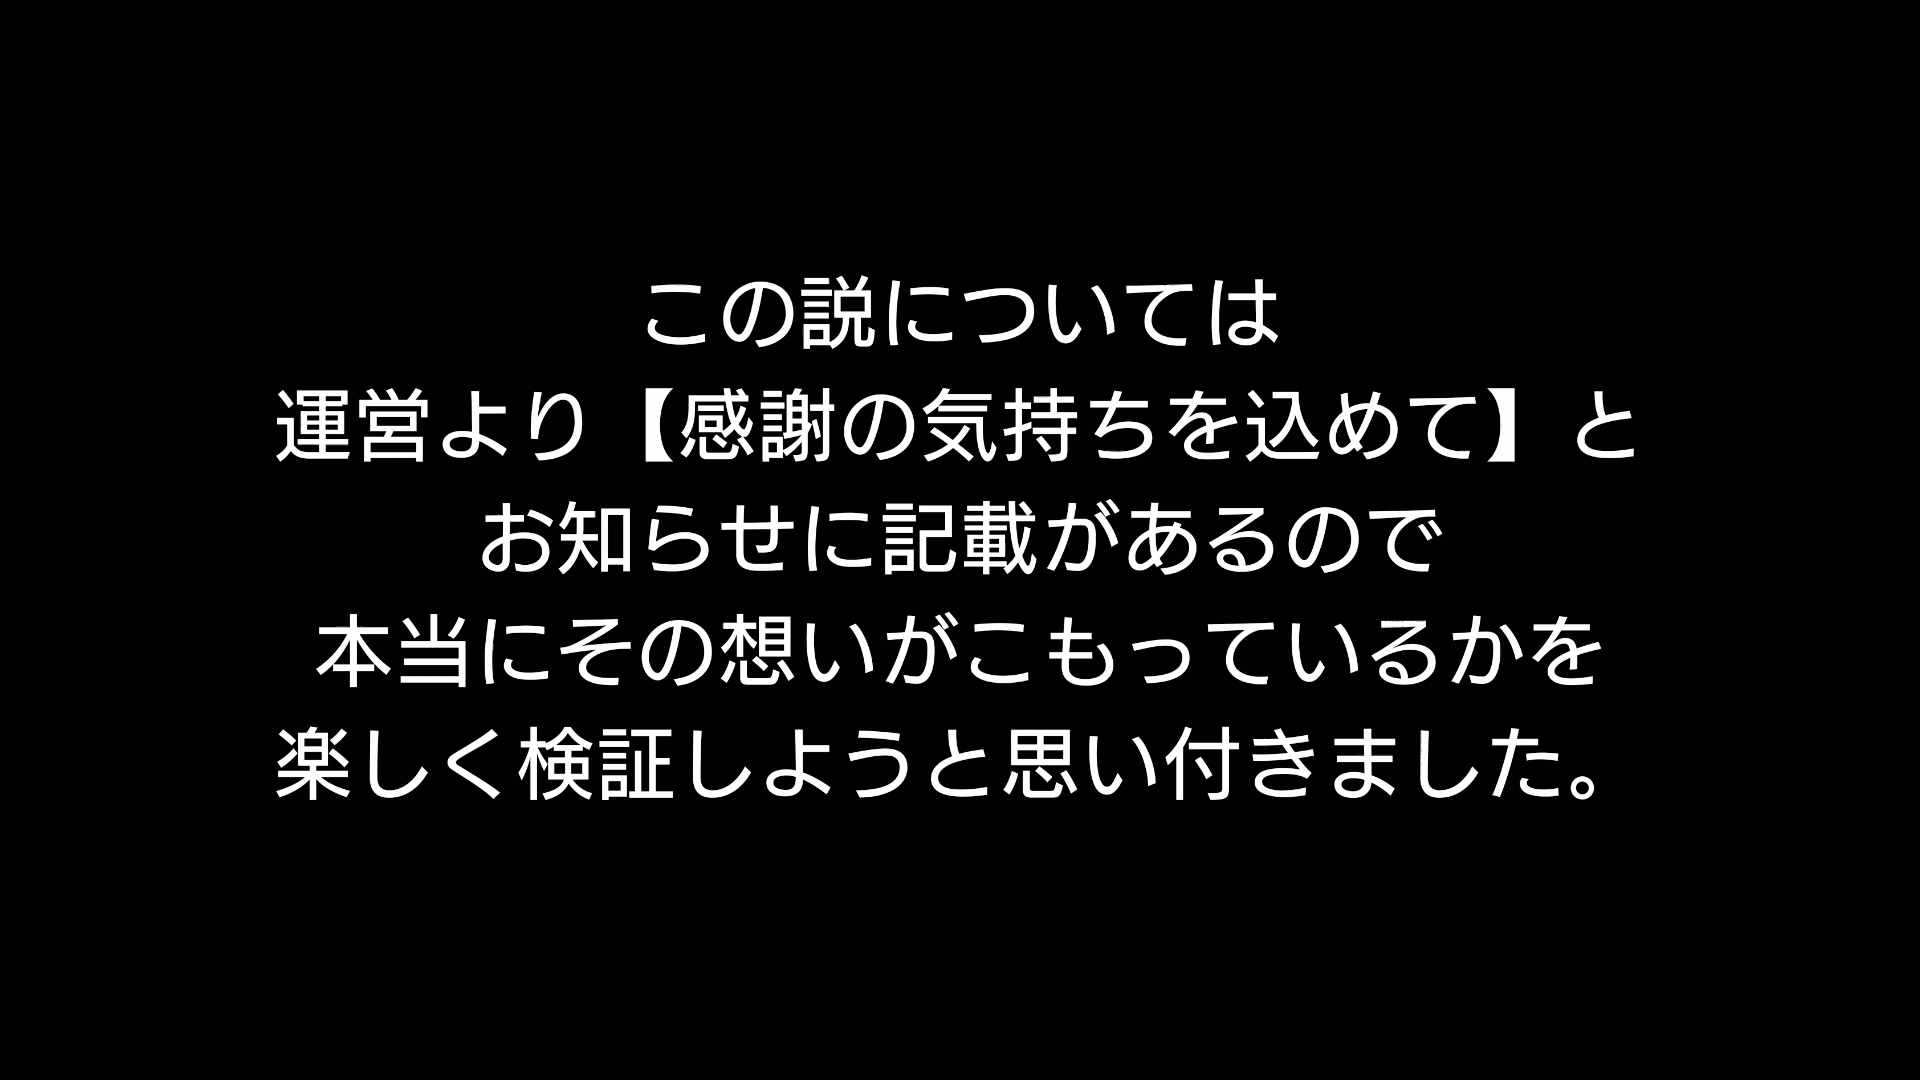 この説については
運営より【感謝の気持ちを込めて】と
お知らせに記載があるので
本当にその想いがこもっているかを
楽しく検証しようと思い付きました。